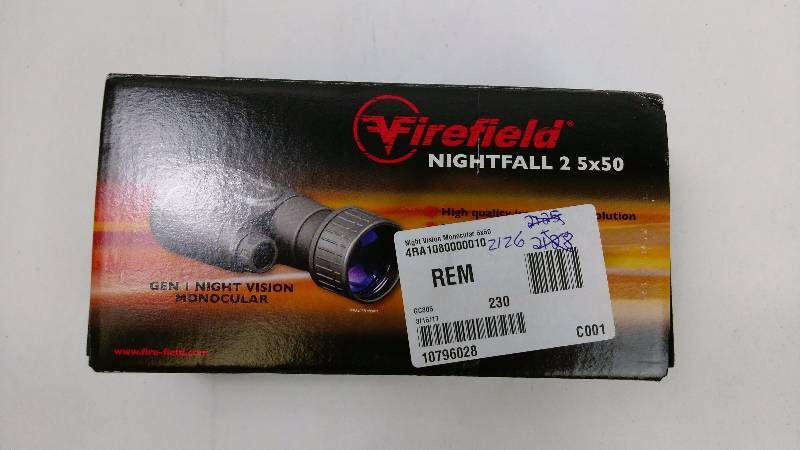 Firefield®
NIGHTFALL 2 5x50
High quality
olution
GEN 1 NIGHT VISION
MONOCULAR
www.fire-field.com
Night Vision Monocular 5x50
4RA1080000010
2126
REM
230
C001
10796028